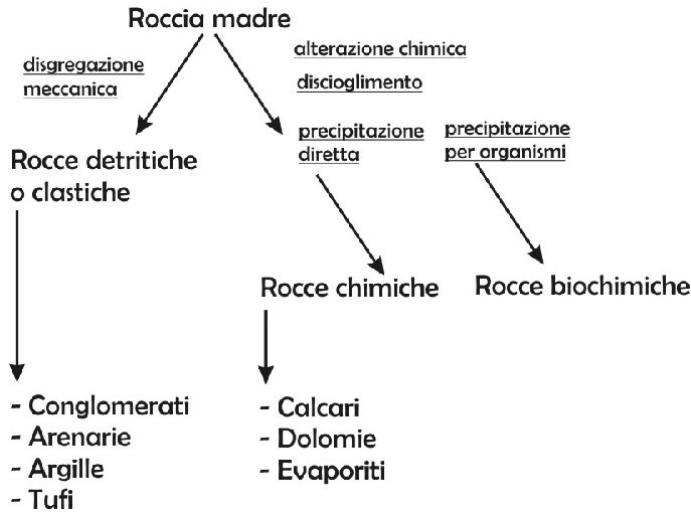 Roccia madre
disgregazione
meccanica
alterazione chimica
discioglimento
precipitazione
diretta
precipitazione
per organismi
Rocce detritiche
o clastiche
Rocce chimiche
Rocce biochimiche
- Conglomerati
- Arenarie
- Argille
- Tufi
- Calcari
- Dolomie
- Evaporiti